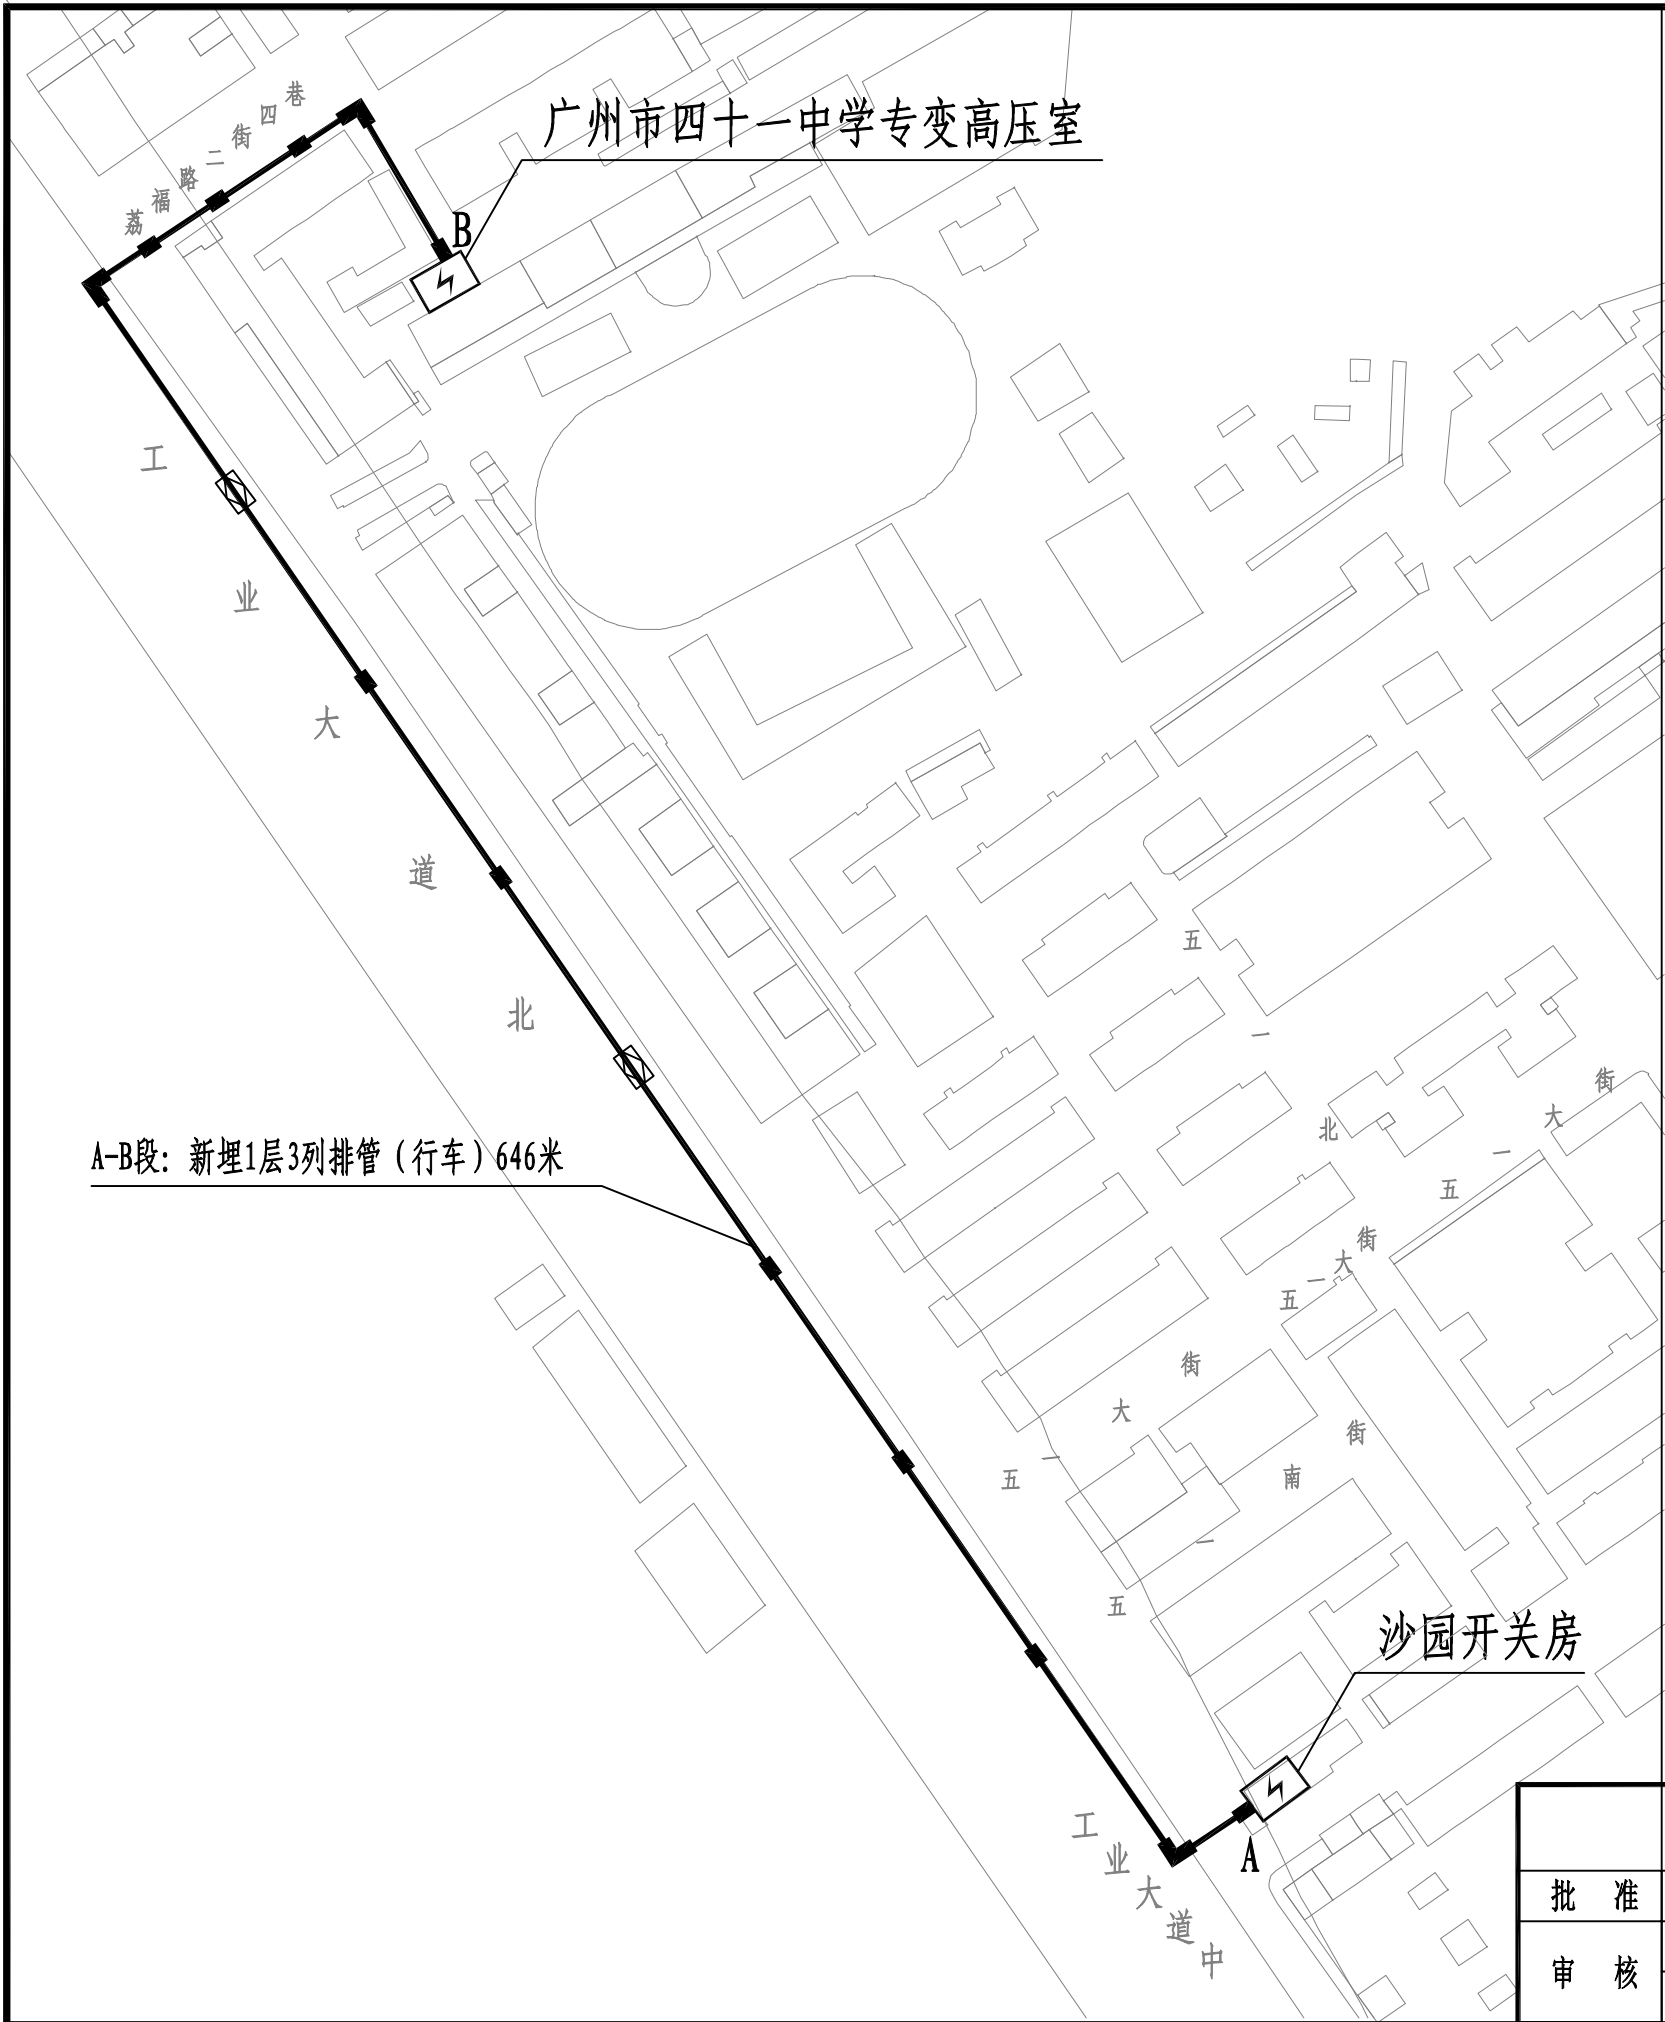 荔福路二街四巷
广州市四十一中学专变高压室
B
工业大道北
五一北街
五一大街
A-B段：新埋1层3列排管（行车）646米
五一大街
五一大街
五一南街
沙园开关房
A
工业大道中
批 准
审 核